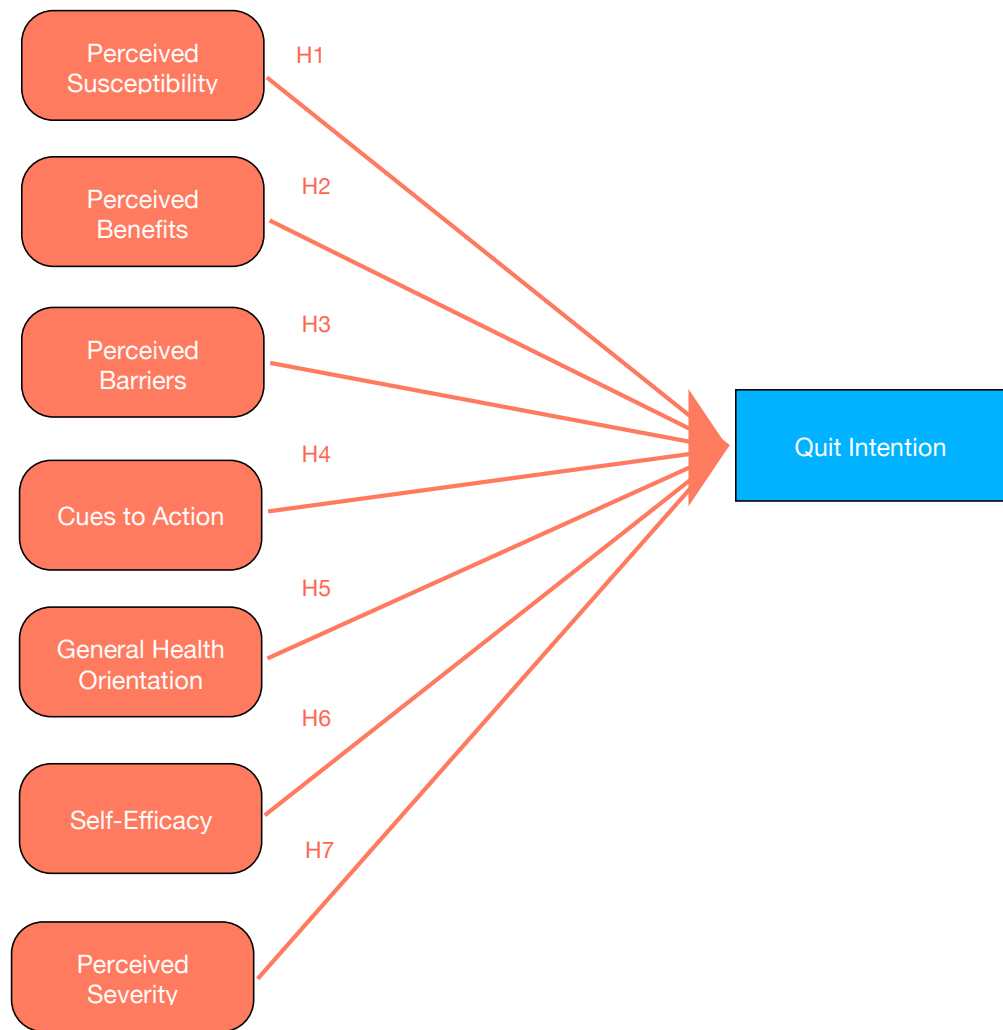 Perceived
Susceptibility
H1
Perceived
Benefits
H2
Perceived
Barriers
H3
Cues to Action
H4
General Health
Orientation
H5
Self-Efficacy
H6
Perceived
Severity
H7
Quit Intention